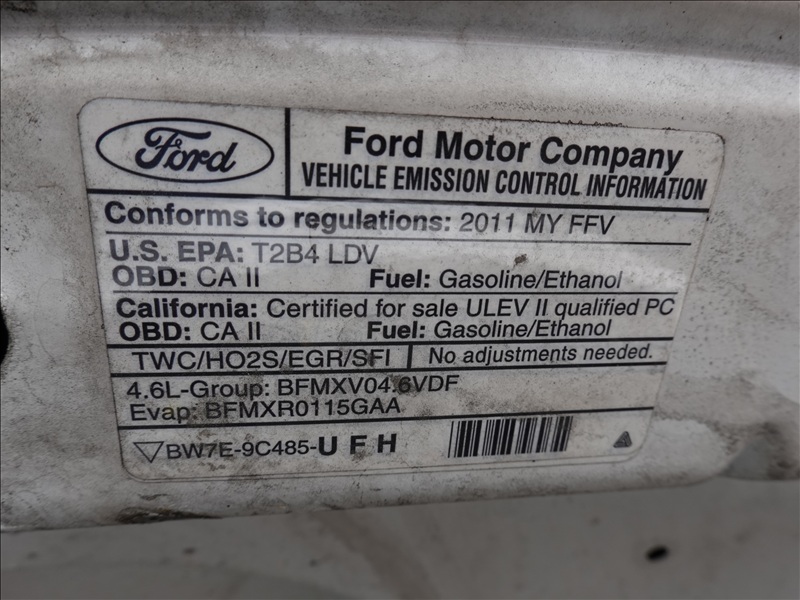 Ford
Ford Motor Company
VEHICLE EMISSION CONTROL INFORMATION
Conforms to regulations: 2011 MY FFV
U.S. EPA: T2B4 LDV
OBD: CA II Fuel: Gasoline/Ethanol
California: Certified for sale ULEV II qualified PC
OBD: CA II Fuel: Gasoline/Ethanol
TWC/HO2S/EGR/SFI No adjustments needed.
4.6L-Group: BFMXV04.6VDF
Evap: BFMXR0115GAA
BW7E-9C485-U F H